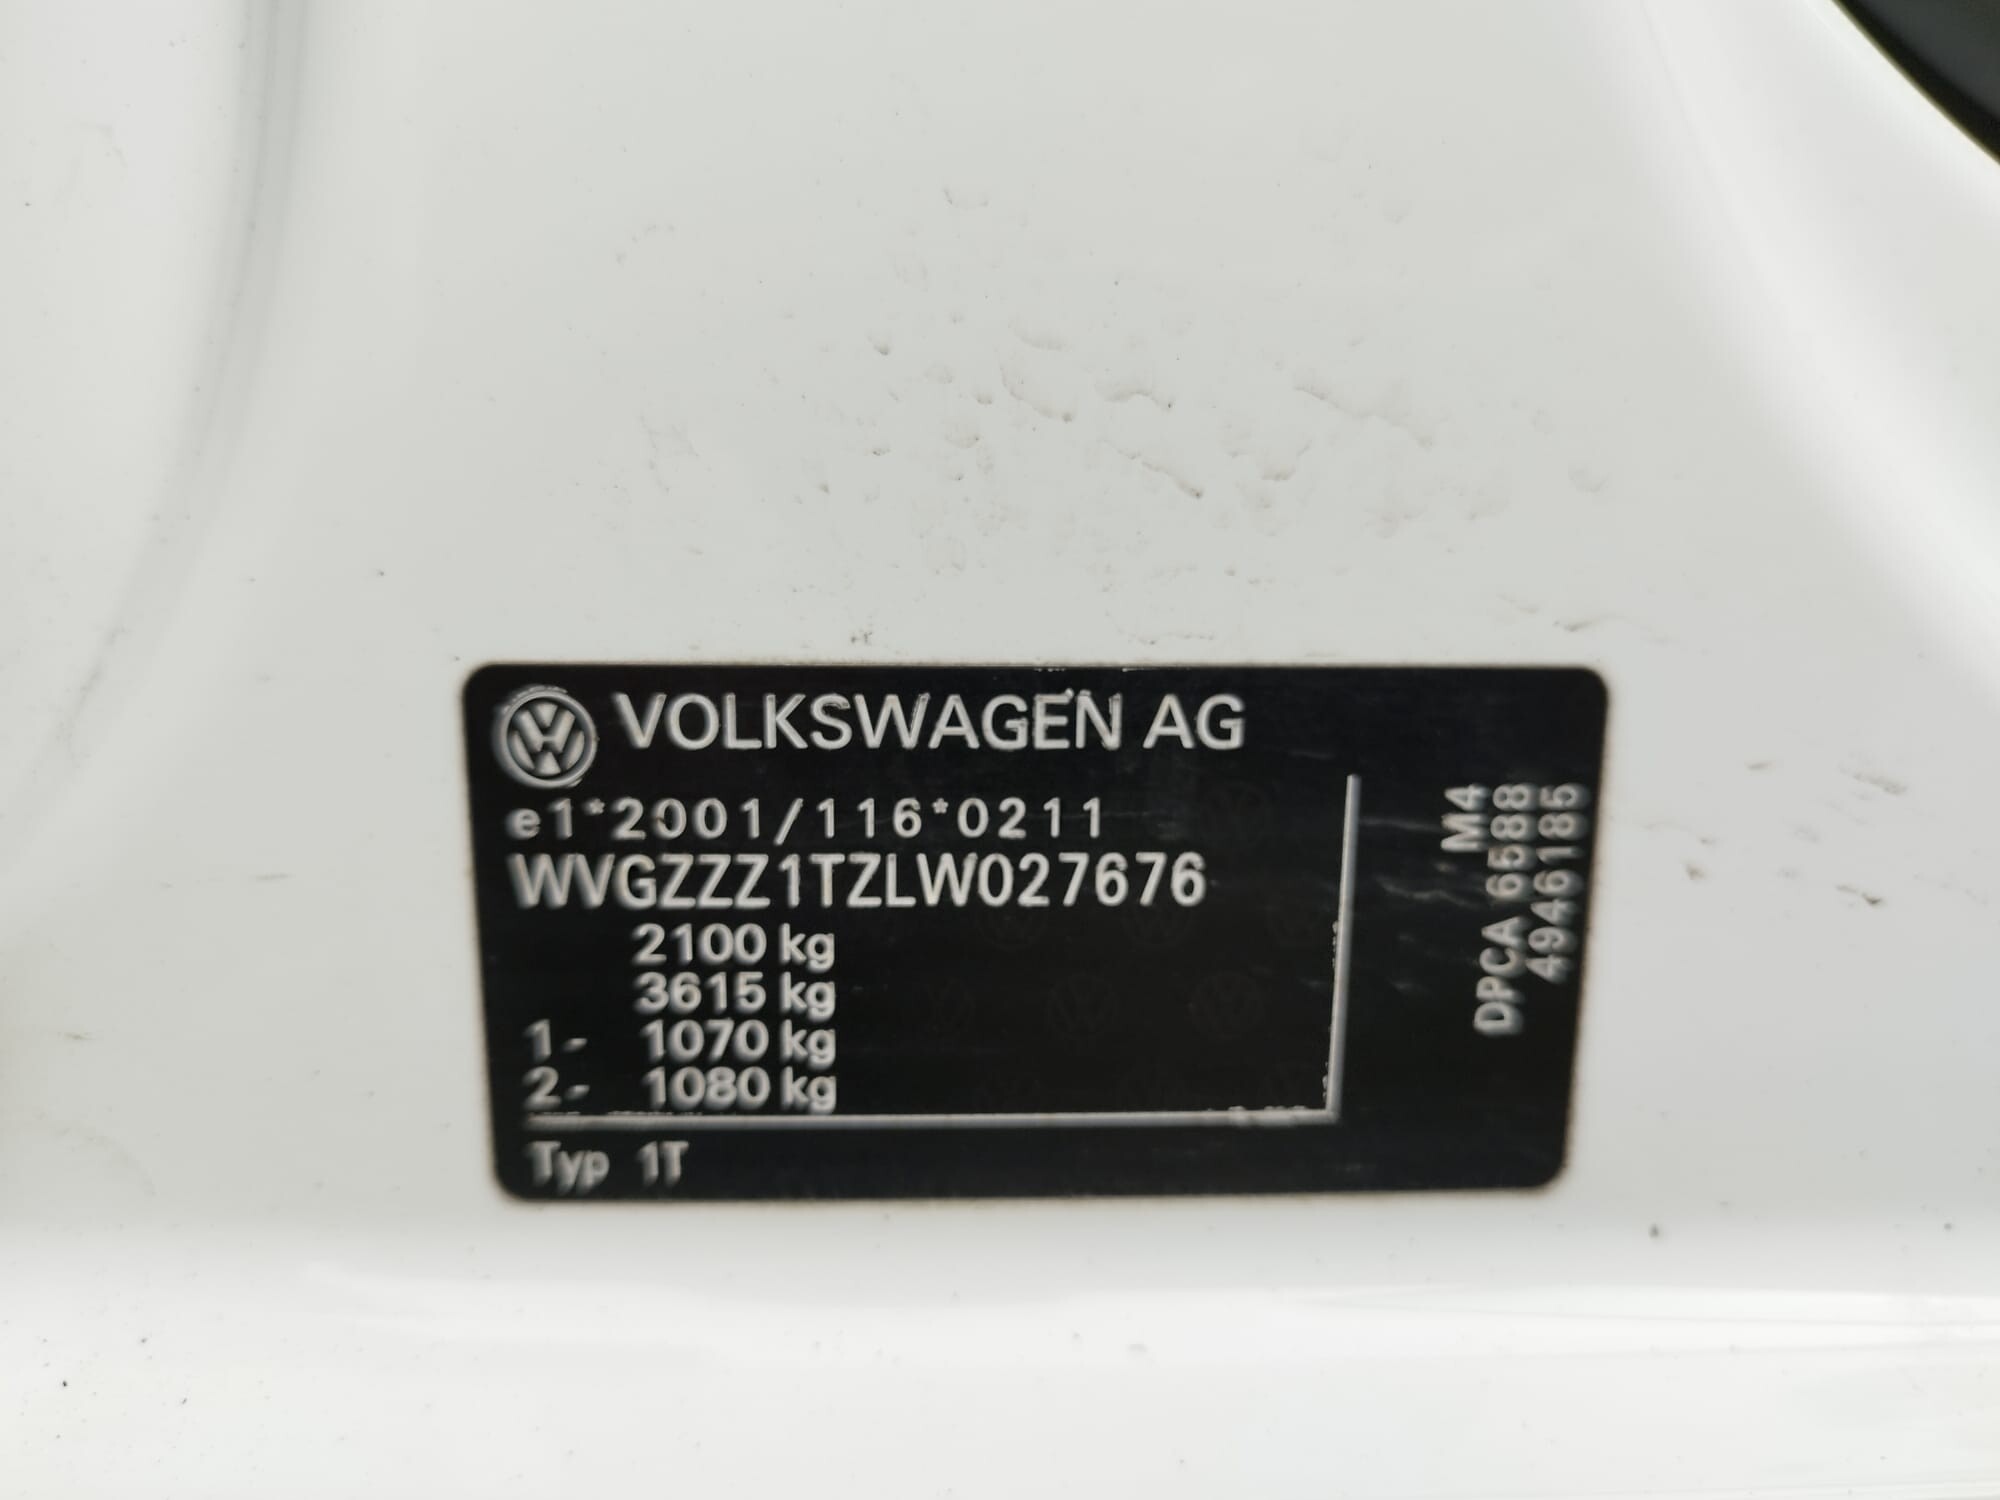 VOLKSWAGEN AG
e1*2001/116*0211
WVGZZZ1TZLW027676
2100 kg
3615 kg
1- 1070 kg
2- 1080 kg
Typ 1T
M4
DPCA 6588
4946185